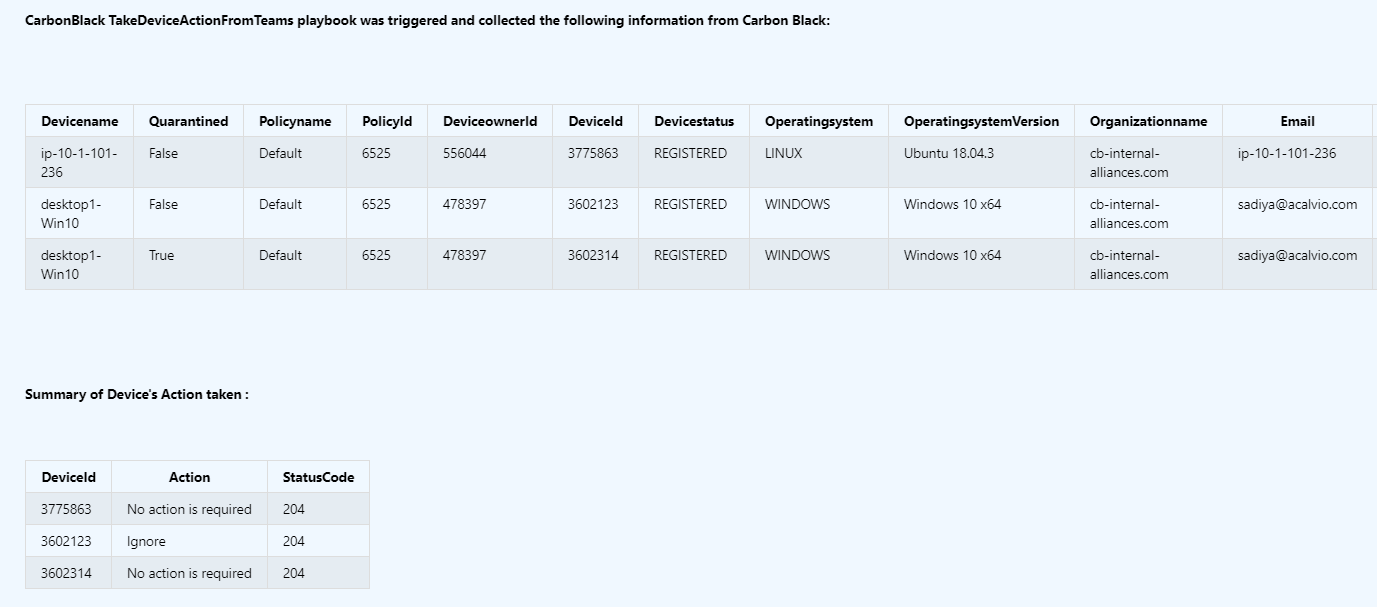 CarbonBlack TakeDeviceActionFromTeams playbook was triggered and collected the following information from Carbon Black:
Devicename Quarantined Policyname PolicyId DeviceownerId DeviceId Devicestatus Operatingsystem OperatingsystemVersion Organizationname Email
ip-10-1-101- False Default 6525 556044 3775863 REGISTERED LINUX Ubuntu 18.04.3 cb-internal- ip-10-1-101-236
236 alliances.com
desktop1- False Default 6525 478397 3602123 REGISTERED WINDOWS Windows 10 x64 cb-internal- sadiya@acalvio.com
Win10 alliances.com
desktop1- True Default 6525 478397 3602314 REGISTERED WINDOWS Windows 10 x64 cb-internal- sadiya@acalvio.com
Win10 alliances.com
Summary of Device's Action taken :
DeviceId Action StatusCode
3775863 No action is required 204
3602123 Ignore 204
3602314 No action is required 204